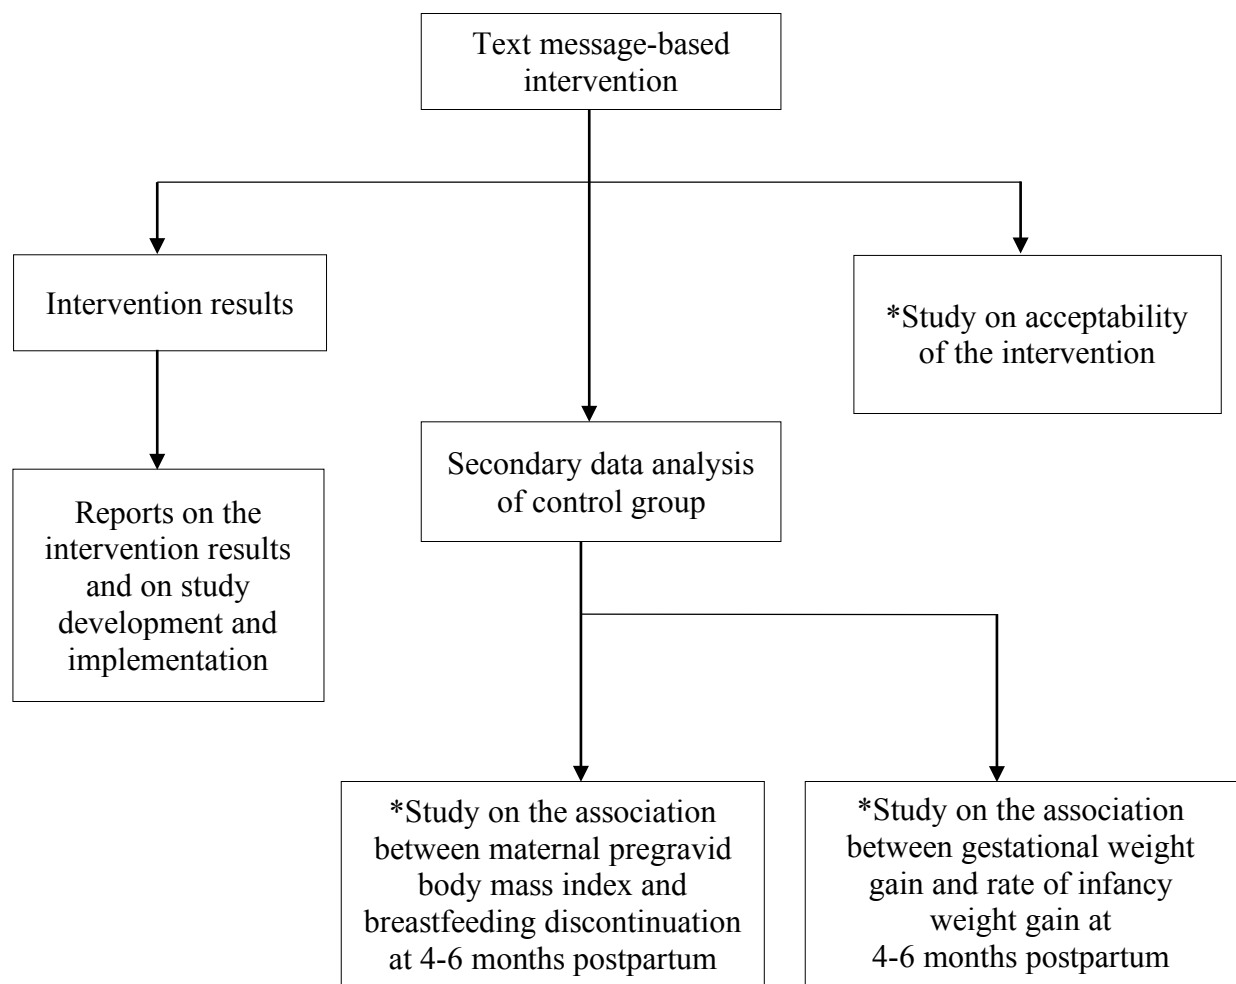 Text message-based
intervention
Intervention results
*Study on acceptability
of the intervention
Secondary data analysis
of control group
Reports on the
intervention results
and on study
development and
implementation
*Study on the association
between maternal pregravid
body mass index and
breastfeeding discontinuation
at 4-6 months postpartum
*Study on the association
between gestational weight
gain and rate of infancy
weight gain at
4-6 months postpartum